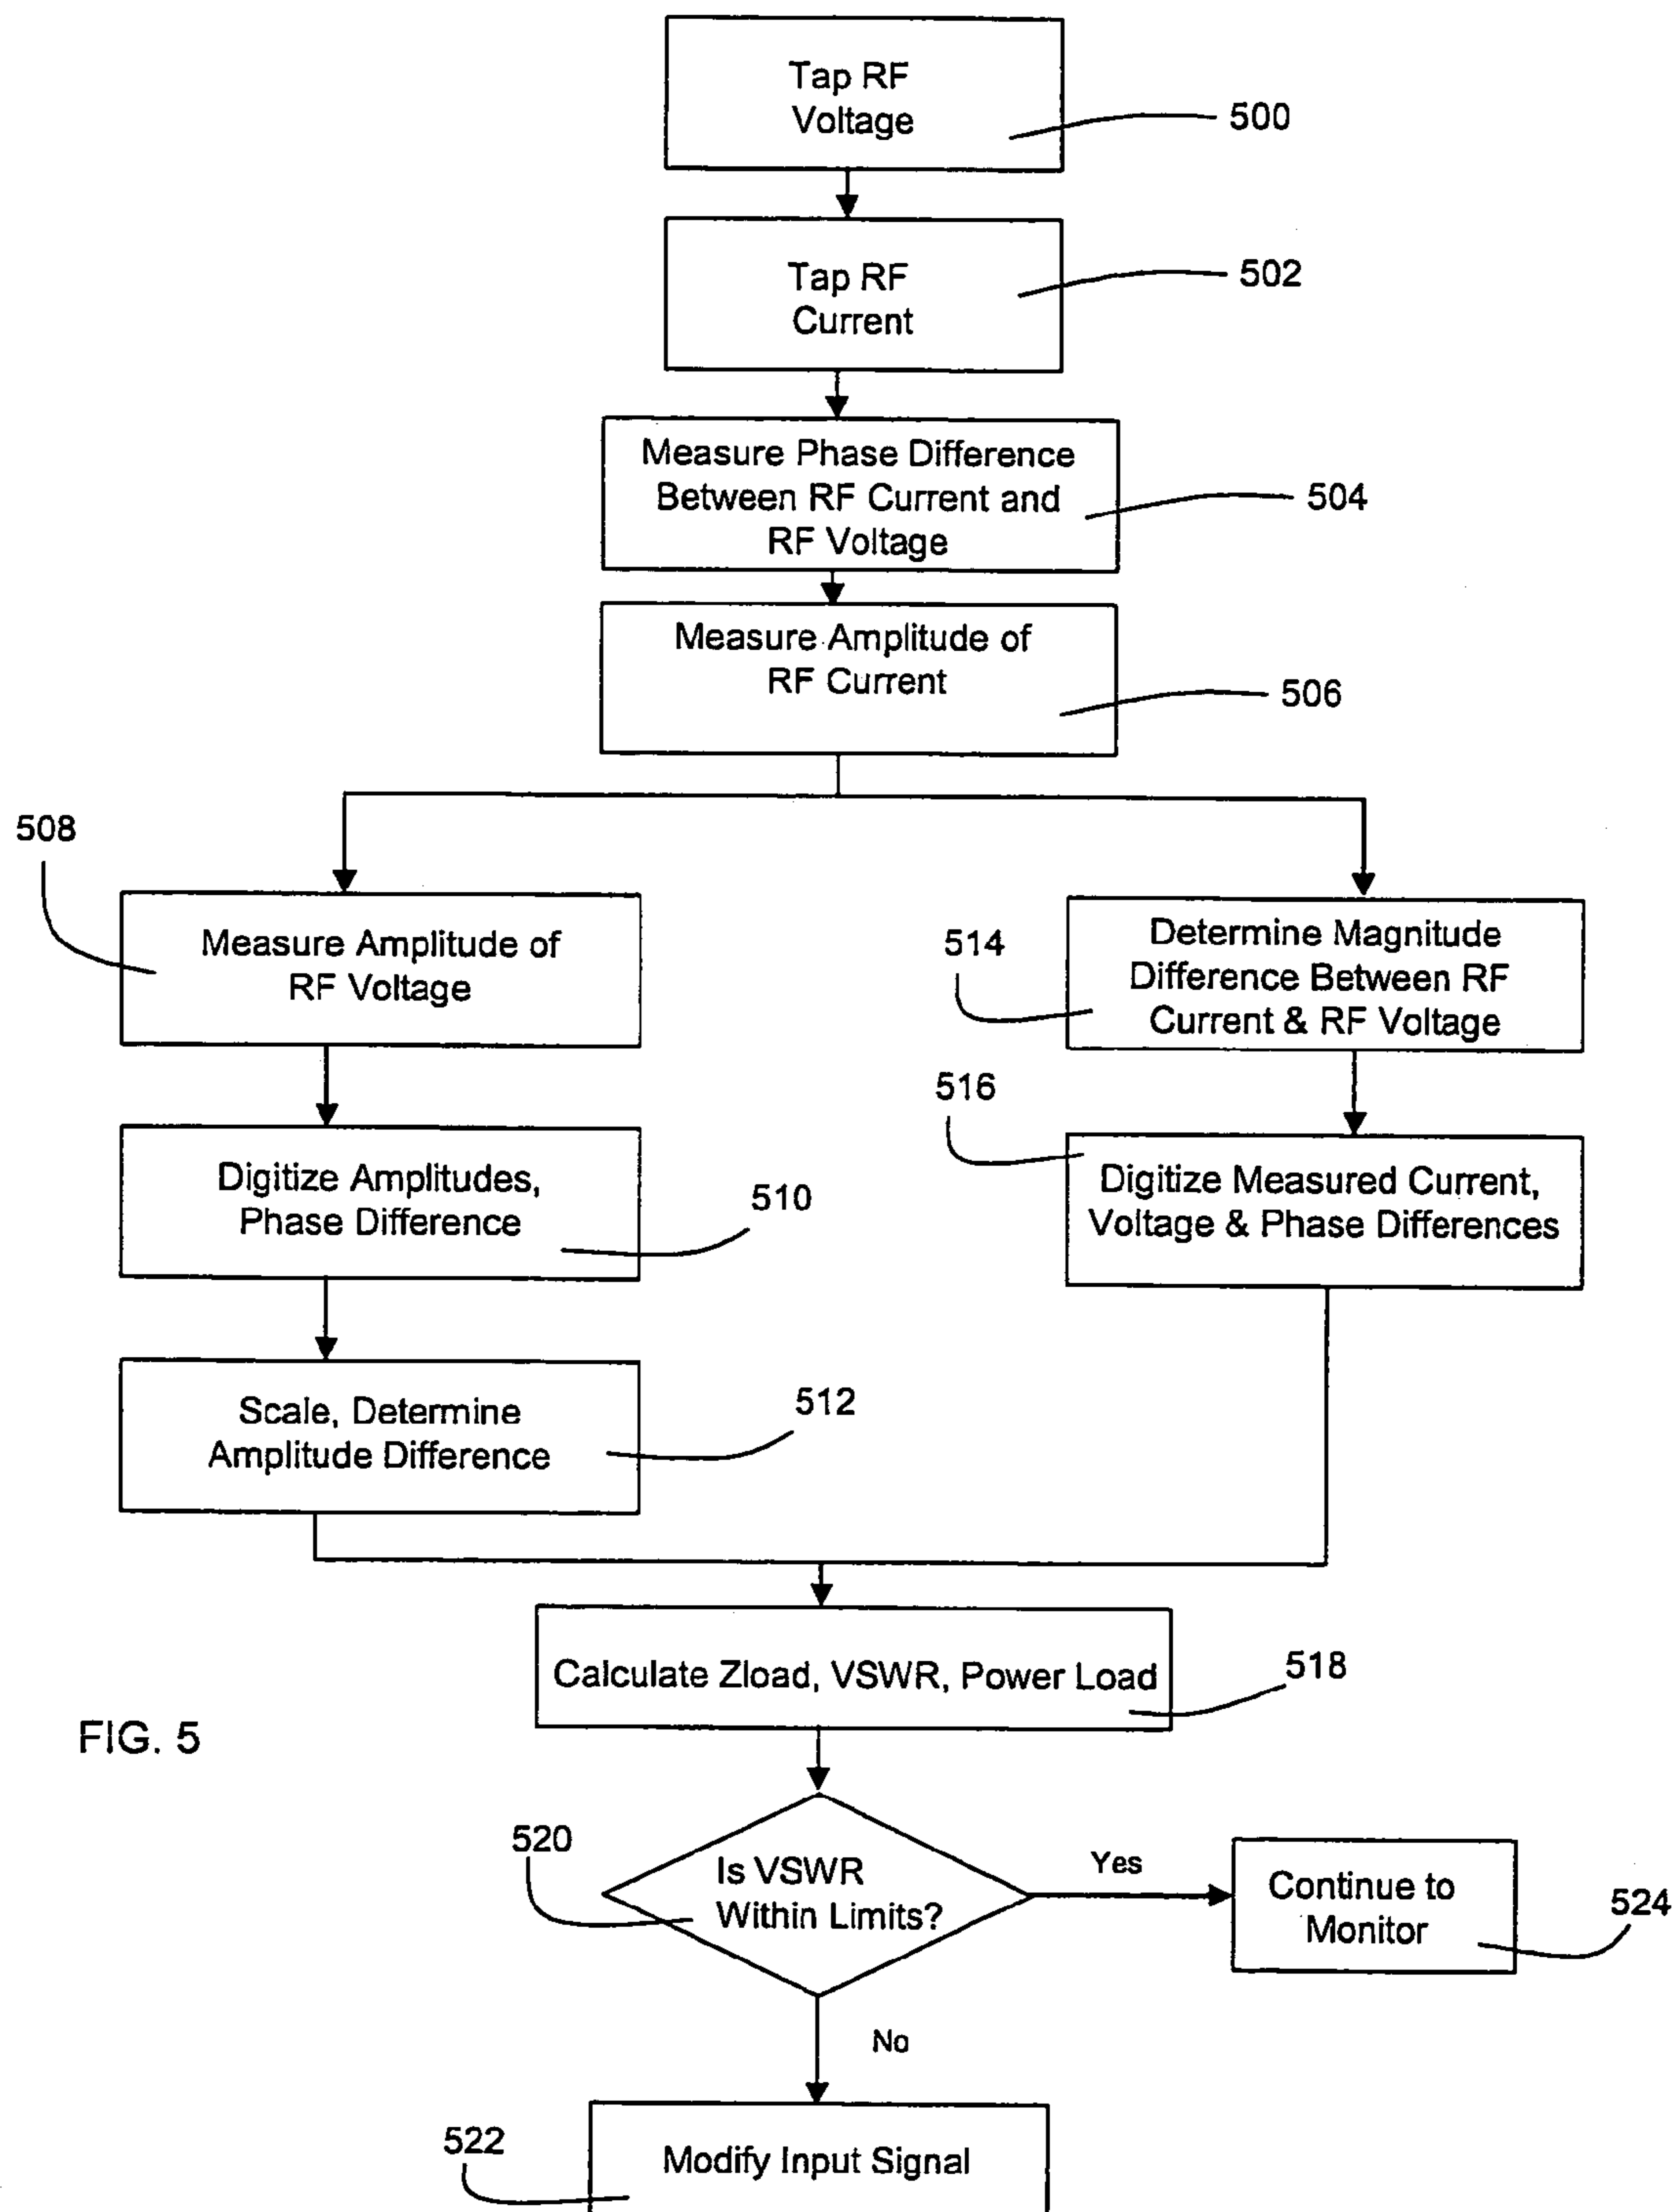 Tap RF
Voltage
500
Tap RF
Current
502
Measure Phase Difference
Between RF Current and
RF Voltage
504
Measure Amplitude of
RF Current
506
508
Measure Amplitude of
RF Voltage
514
Determine Magnitude
Difference Between RF
Current & RF Voltage
516
Digitize Amplitudes,
Phase Difference
510
Digitize Measured Current,
Voltage & Phase Differences
Scale, Determine
Amplitude Difference
512
Calculate Zload, VSWR, Power Load
518
FIG. 5
520
Is VSWR
Within Limits?
Yes
Continue to
Monitor
524
No
522
Modify Input Signal